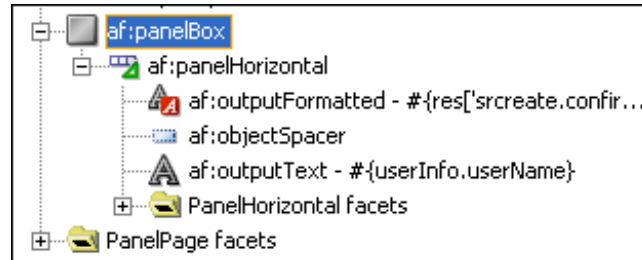 af:panelBox
af:panelHorizontal
af:outputFormatted - #{res['srcreate.confir...
af:objectSpacer
af:outputText - #{userInfo.userName}
PanelHorizontal facets
PanelPage facets